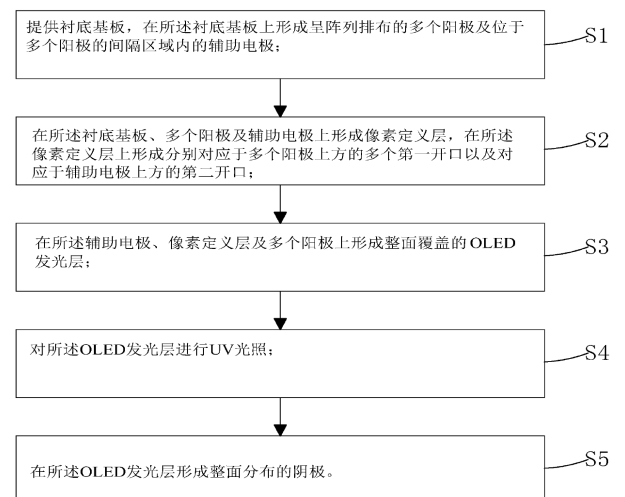 提供衬底基板，在所述衬底基板上形成呈阵列排布的多个阳极及位于
多个阳极的间隔区域内的辅助电极；
S1
在所述衬底基板、多个阳极及辅助电极上形成像素定义层，在所述
像素定义层上形成分别对应于多个阳极上方的多个第一开口以及对
应于辅助电极上方的第二开口；
S2
在所述辅助电极、像素定义层及多个阳极上形成整面覆盖的OLED
发光层；
S3
对所述OLED发光层进行UV光照；
S4
在所述OLED发光层形成整面分布的阴极。
S5